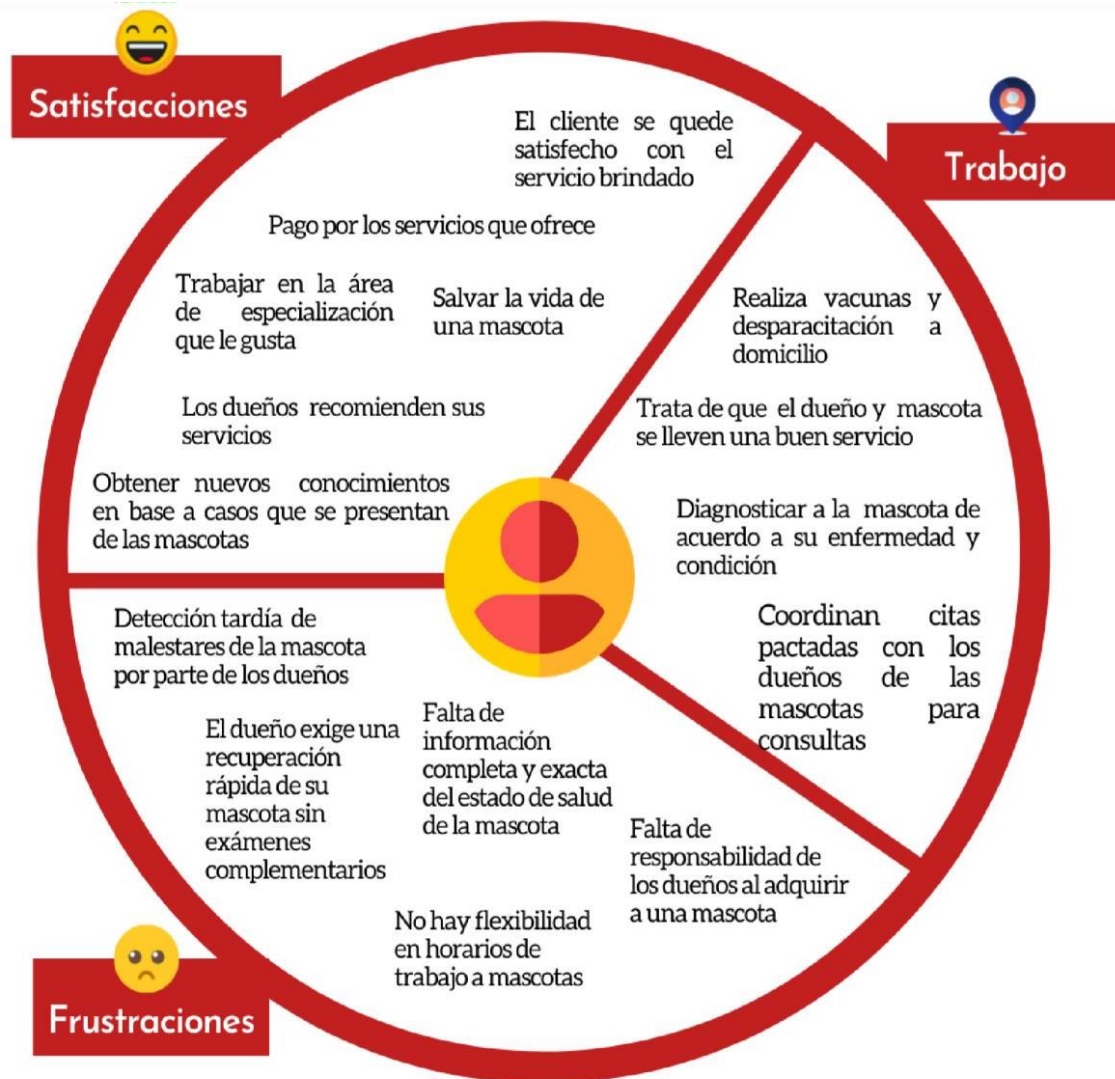 Satisfacciones
El cliente se quede
satisfecho con el
servicio brindado
Pago por los servicios que ofrece
Trabajar en la área
de especialización
que le gusta
Salvar la vida de
una mascota
Los dueños recomienden sus
servicios
Obtener nuevos conocimientos
en base a casos que se presentan
de las mascotas
Trabajo
Realiza vacunas y
desparacitación a
domicilio
Trata de que el dueño y mascota
se lleven una buen servicio
Diagnosticar a la mascota de
acuerdo a su enfermedad y
condición
Coordinan citas
pactadas con los
dueños de las
mascotas para
consultas
Detección tardía de
malestares de la mascota
por parte de los dueños
El dueño exige una
recuperación
rápida de su
mascota sin
exámenes
complementarios
Falta de
información
completa y exacta
del estado de salud
de la mascota
Falta de
responsabilidad de
los dueños al adquirir
a una mascota
No hay flexibilidad
en horarios de
trabajo a mascotas
Frustraciones